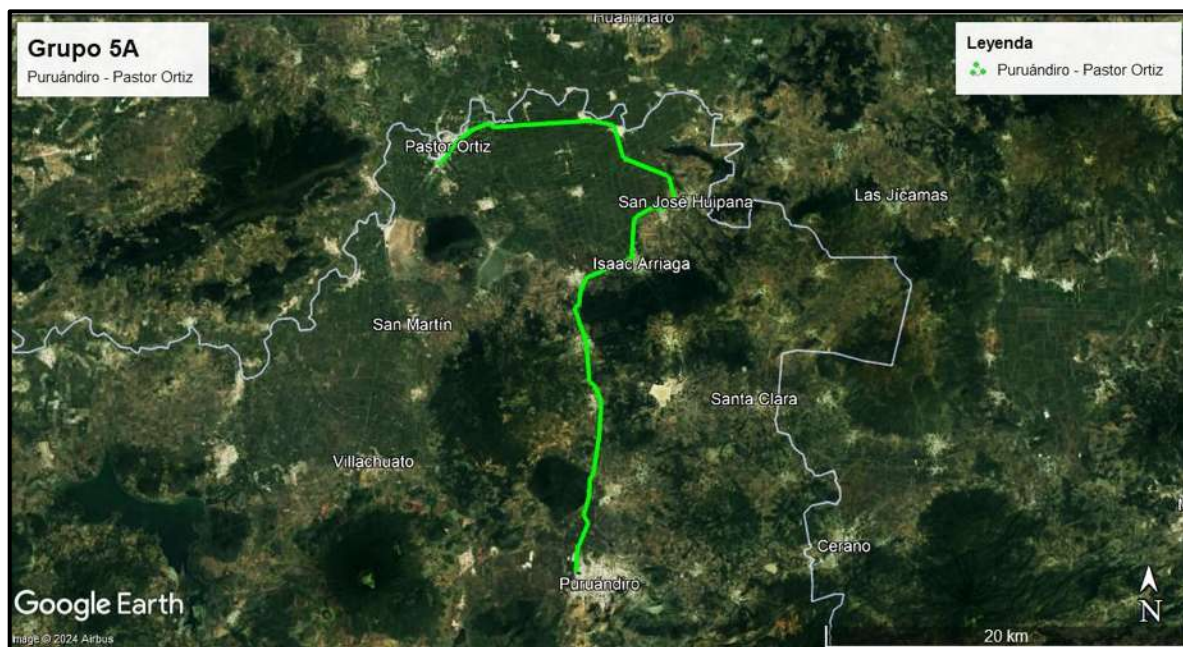 Grupo 5A
Puruándiro - Pastor Ortiz
Leyenda
Puruándiro - Pastor Ortiz
Pastor Ortiz
San José Huipana
Las Jícamas
Isaac Arriaga
San Martín
Santa Clara
Villachuato
Cerano
Puruándiro
Google Earth
Image © 2024 Airbus
N
20 km